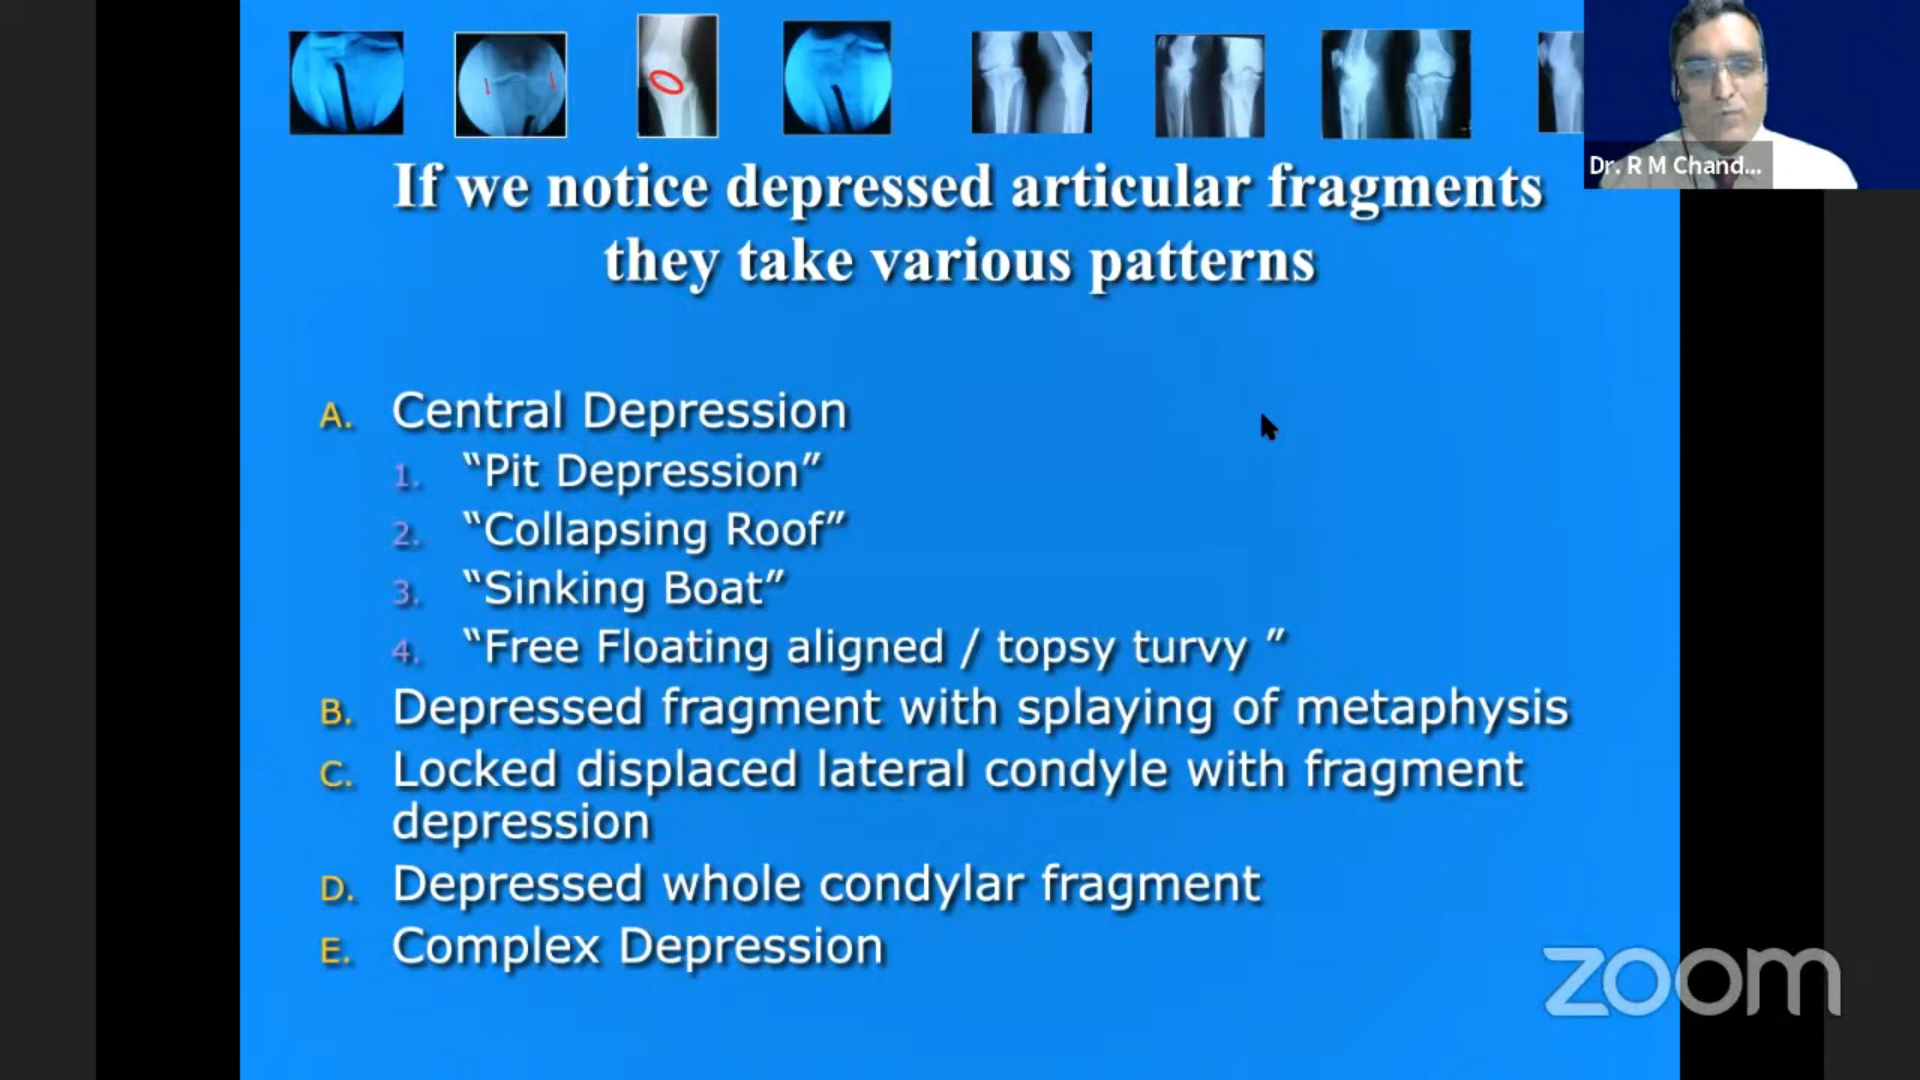 Dr. R M Chand...
If we notice depressed articular fragments
they take various patterns
A. Central Depression
1. “Pit Depression”
2. “Collapsing Roof”
3. “Sinking Boat”
4. “Free Floating aligned / topsy turvy ”
B. Depressed fragment with splaying of metaphysis
C. Locked displaced lateral condyle with fragment
depression
D. Depressed whole condylar fragment
E. Complex Depression
zoom